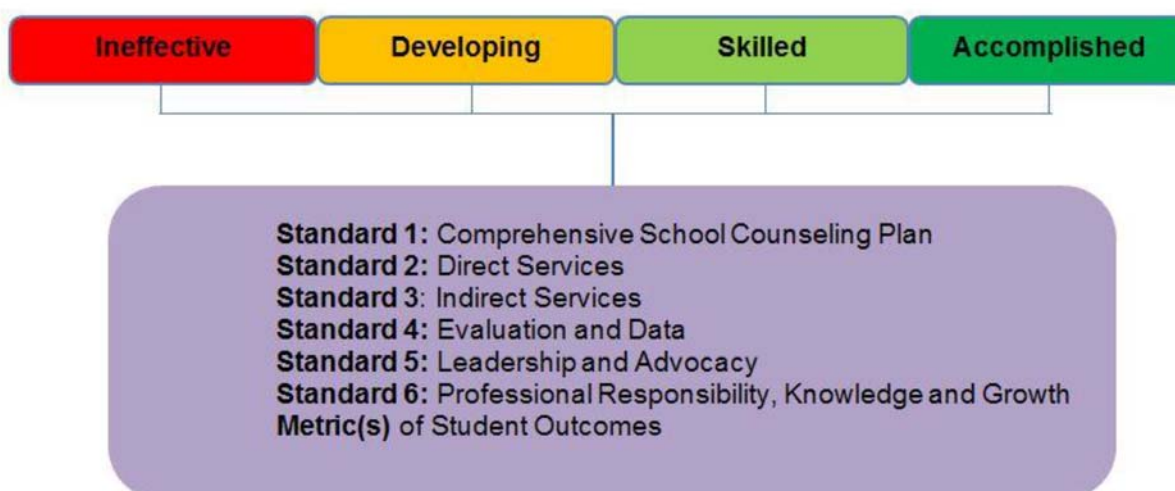 Ineffective
Developing
Skilled
Accomplished
Standard 1: Comprehensive School Counseling Plan
Standard 2: Direct Services
Standard 3: Indirect Services
Standard 4: Evaluation and Data
Standard 5: Leadership and Advocacy
Standard 6: Professional Responsibility, Knowledge and Growth
Metric(s) of Student Outcomes